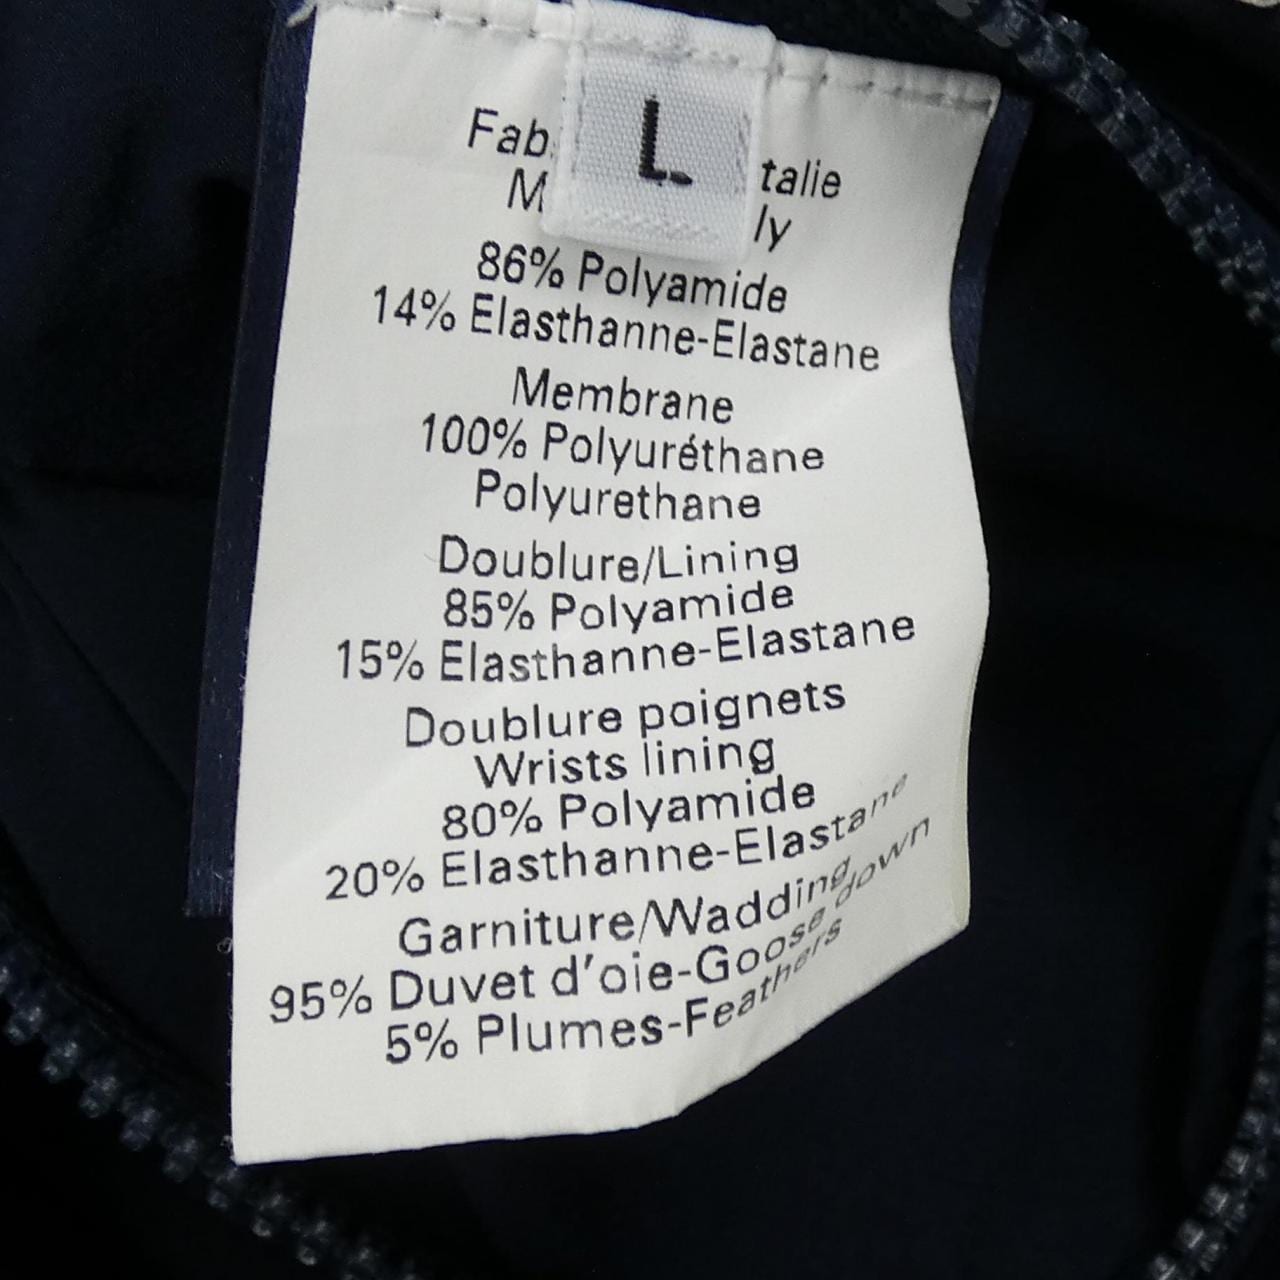 L
Fab talie
M ly
86% Polyamide
14% Elasthanne-Elastane
Membrane
100% Polyuréthane
Polyurethane
Doublure/Lining
85% Polyamide
15% Elasthanne-Elastane
Doublure poignets
Wrists lining
80% Polyamide
20% Elasthanne-Elastane
Garniture/Wadding
95% Duvet d'oie-Goose down
5% Plumes-Feathers